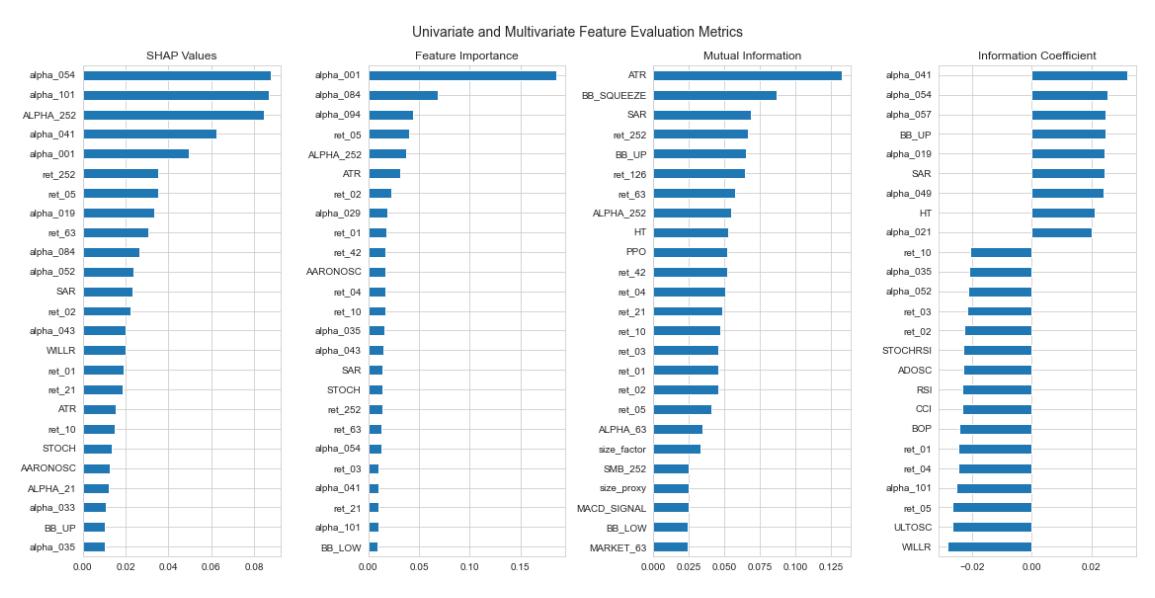 Univariate and Multivariate Feature Evaluation Metrics
SHAP Values
alpha_054
alpha_101
ALPHA_252
alpha_041
alpha_001
ret_252
ret_05
alpha_019
ret_63
alpha_084
alpha_052
SAR
ret_02
alpha_043
WILLR
ret_01
ret_21
ATR
ret_10
STOCH
AARONOSC
ALPHA_21
alpha_033
BB_UP
alpha_035
0.00 0.02 0.04 0.06 0.08
Feature Importance
alpha_001
alpha_084
alpha_094
ret_05
ALPHA_252
ATR
ret_02
alpha_029
ret_01
ret_42
AARONOSC
ret_04
ret_10
alpha_035
alpha_043
SAR
STOCH
ret_252
ret_63
alpha_054
ret_03
alpha_041
ret_21
alpha_101
BB_LOW
0.00 0.05 0.10 0.15
Mutual Information
ATR
BB_SQUEEZE
SAR
ret_252
BB_UP
ret_126
ret_63
ALPHA_252
HT
PPO
ret_42
ret_04
ret_21
ret_10
ret_03
ret_01
ret_02
ret_05
ALPHA_63
size_factor
SMB_252
size_proxy
MACD_SIGNAL
BB_LOW
MARKET_63
0.000 0.025 0.050 0.075 0.100 0.125
Information Coefficient
alpha_041
alpha_054
alpha_057
BB_UP
alpha_019
SAR
alpha_049
HT
alpha_021
ret_10
alpha_035
alpha_052
ret_03
ret_02
STOCHRSI
ADOSC
RSI
CCI
BOP
ret_01
ret_04
alpha_101
ret_05
ULTOSC
WILLR
−0.02 0.00 0.02